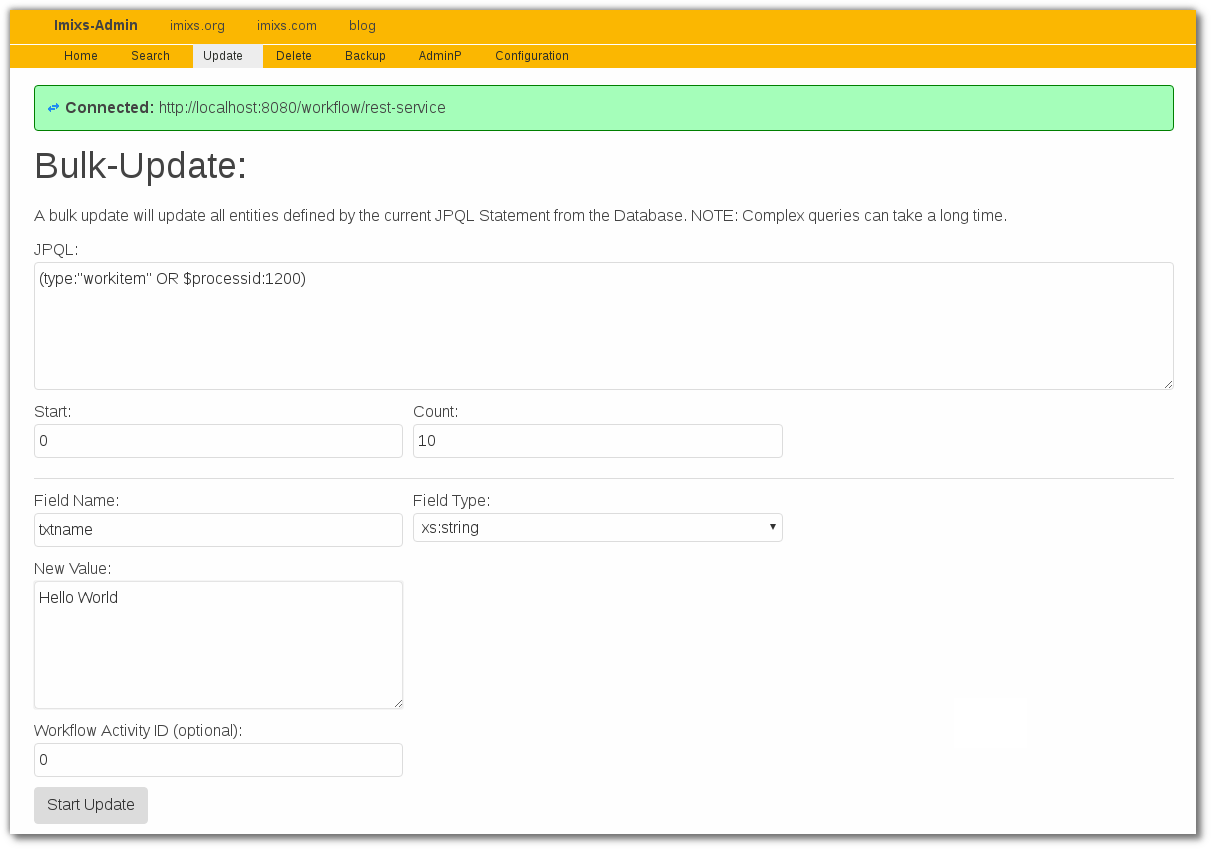 Imixs-Admin imixs.org imixs.com blog
Home Search Update Delete Backup AdminP Configuration
Connected: http://localhost:8080/workflow/rest-service
Bulk-Update:
A bulk update will update all entities defined by the current JPQL Statement from the Database. NOTE: Complex queries can take a long time.
JPQL:
(type:"workitem" OR $processid:1200)
Start: Count:
0 10
Field Name: Field Type:
txtname xs:string
New Value:
Hello World
Workflow Activity ID (optional):
0
Start Update